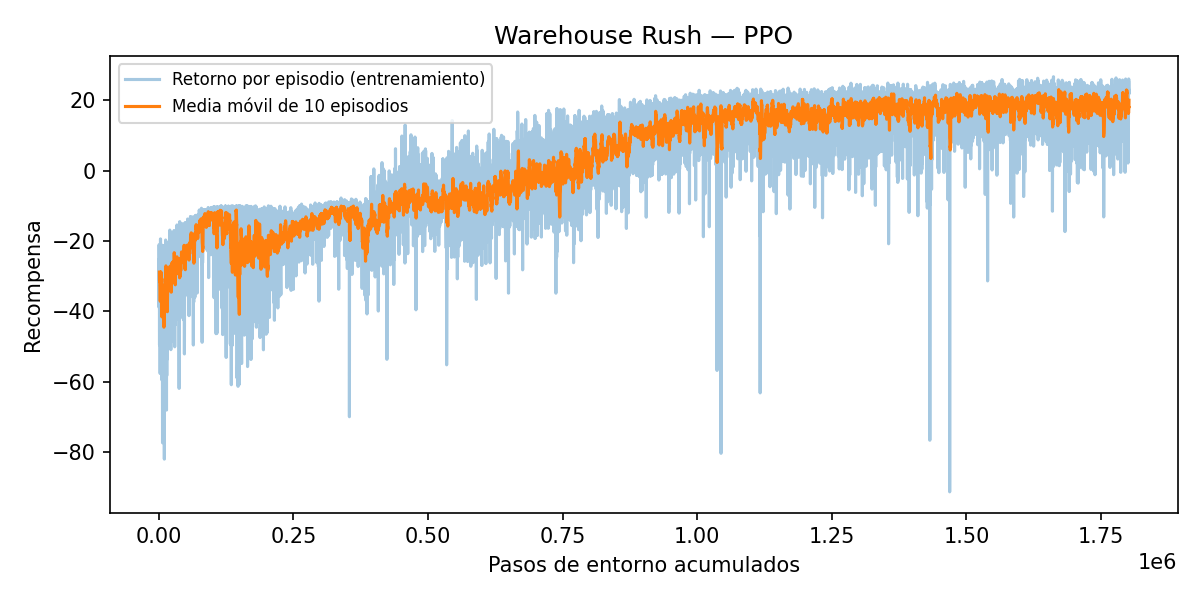 Warehouse Rush — PPO
Retorno por episodio (entrenamiento)
Media móvil de 10 episodios
Recompensa
20
0
−20
−40
−60
−80
0.00 0.25 0.50 0.75 1.00 1.25 1.50 1.75
1e6
Pasos de entorno acumulados